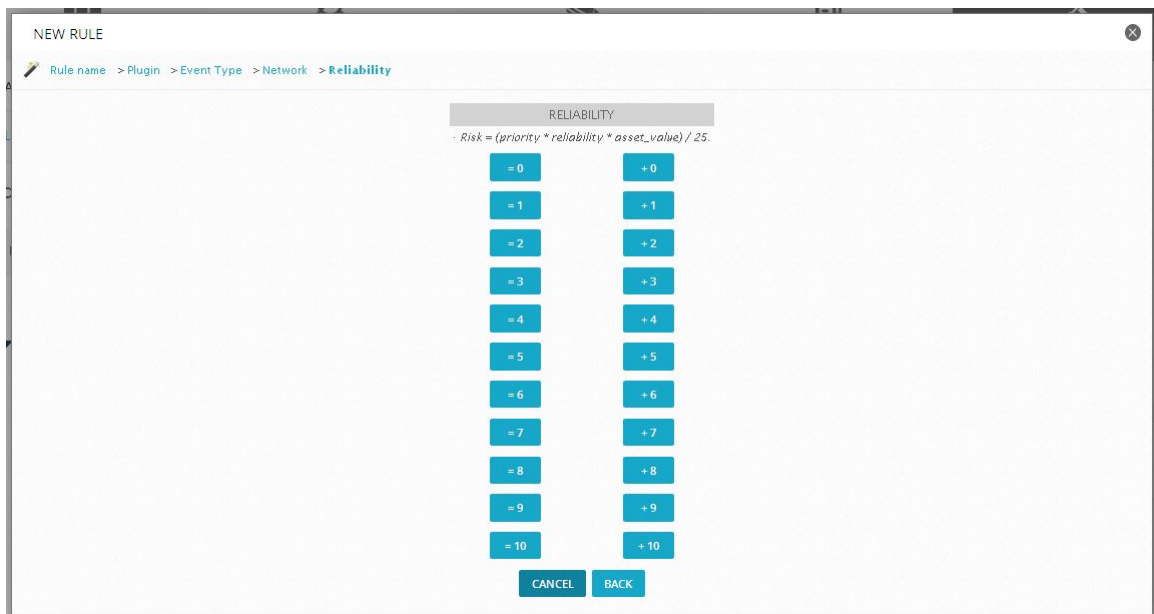 NEW RULE
Rule name > Plugin > Event Type > Network > Reliability
RELIABILITY
- Risk = (priority * reliability * asset_value) / 25.
= 0 + 0
= 1 + 1
= 2 + 2
= 3 + 3
= 4 + 4
= 5 + 5
= 6 + 6
= 7 + 7
= 8 + 8
= 9 + 9
= 10 + 10
CANCEL BACK